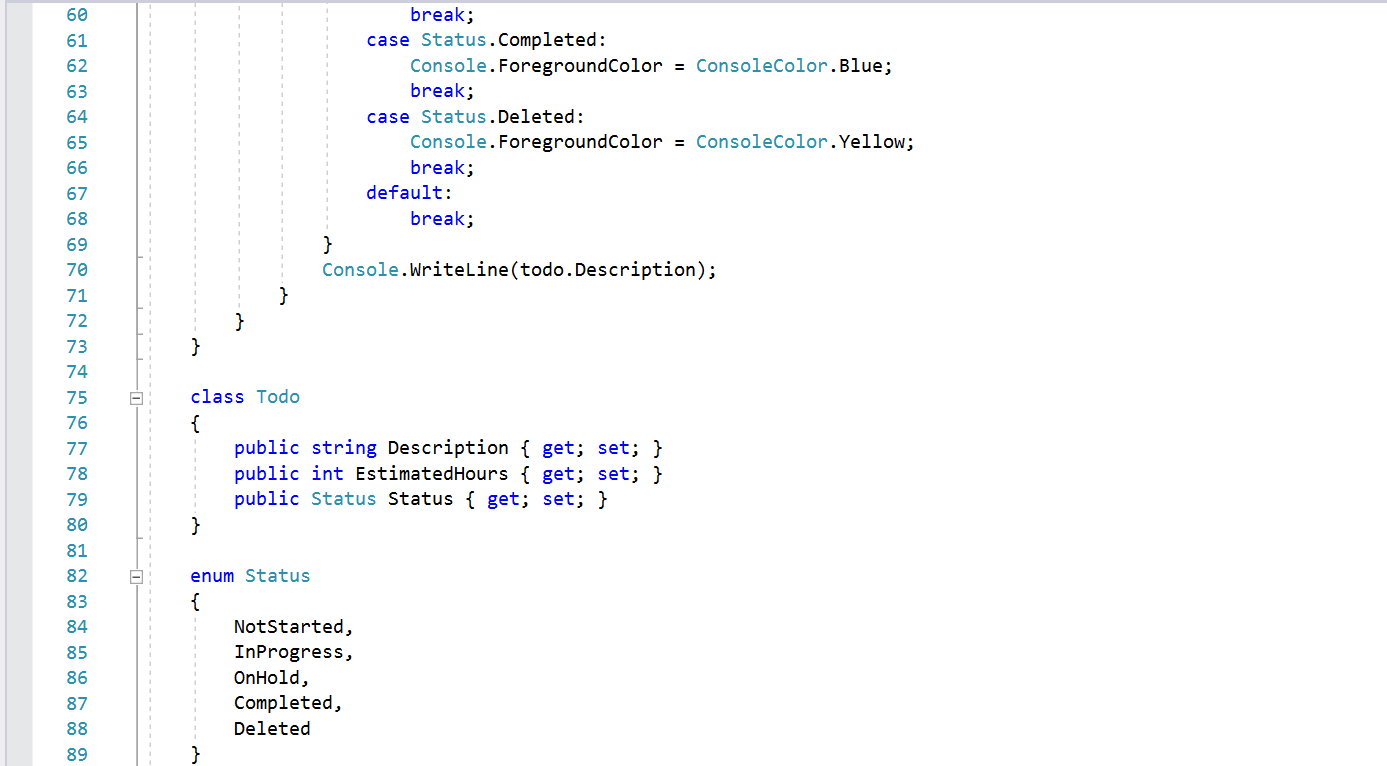 60 break;
61 case Status.Completed:
62 Console.ForegroundColor = ConsoleColor.Blue;
63 break;
64 case Status.Deleted:
65 Console.ForegroundColor = ConsoleColor.Yellow;
66 break;
67 default:
68 break;
69 }
70 Console.WriteLine(todo.Description);
71 }
72 }
73 }
74
75 class Todo
76 {
77 public string Description { get; set; }
78 public int EstimatedHours { get; set; }
79 public Status Status { get; set; }
80 }
81
82 enum Status
83 {
84 NotStarted,
85 InProgress,
86 OnHold,
87 Completed,
88 Deleted
89 }